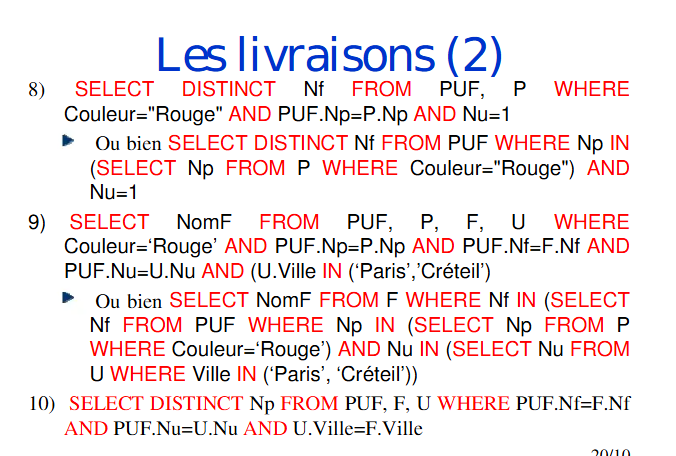 Les livraisons (2)
8) SELECT DISTINCT Nf FROM PUF, P WHERE
Couleur="Rouge" AND PUF.Np=P.Np AND Nu=1
Ou bien SELECT DISTINCT Nf FROM PUF WHERE Np IN
(SELECT Np FROM P WHERE Couleur="Rouge") AND
Nu=1
9) SELECT NomF FROM PUF, P, F, U WHERE
Couleur=‘Rouge’ AND PUF.Np=P.Np AND PUF.Nf=F.Nf AND
PUF.Nu=U.Nu AND (U.Ville IN (‘Paris’,’Créteil’)
Ou bien SELECT NomF FROM F WHERE Nf IN (SELECT
Nf FROM PUF WHERE Np IN (SELECT Np FROM P
WHERE Couleur=‘Rouge’) AND Nu IN (SELECT Nu FROM
U WHERE Ville IN (‘Paris’, ‘Créteil’))
10) SELECT DISTINCT Np FROM PUF, F, U WHERE PUF.Nf=F.Nf
AND PUF.Nu=U.Nu AND U.Ville=F.Ville
20/10